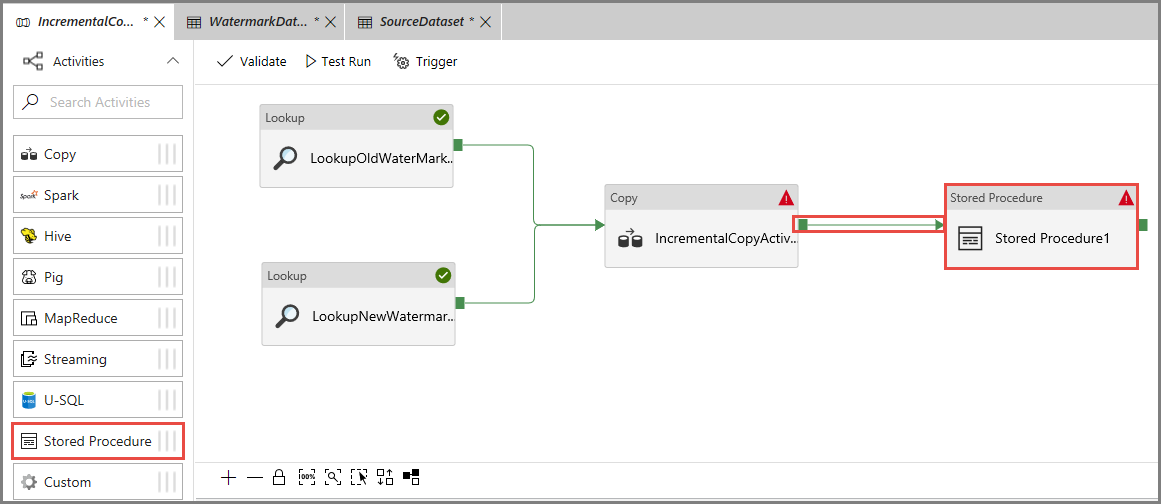 IncrementalCo... * WatermarkDat... * SourceDataset *
Activities
Validate Test Run Trigger
Search Activities
Copy
Spark
Hive
Pig
MapReduce
Streaming
U-SQL
Stored Procedure
Custom
Lookup
LookupOldWaterMark..
Lookup
LookupNewWatermar..
Copy
IncrementalCopyActiv..
Stored Procedure
Stored Procedure1
100%